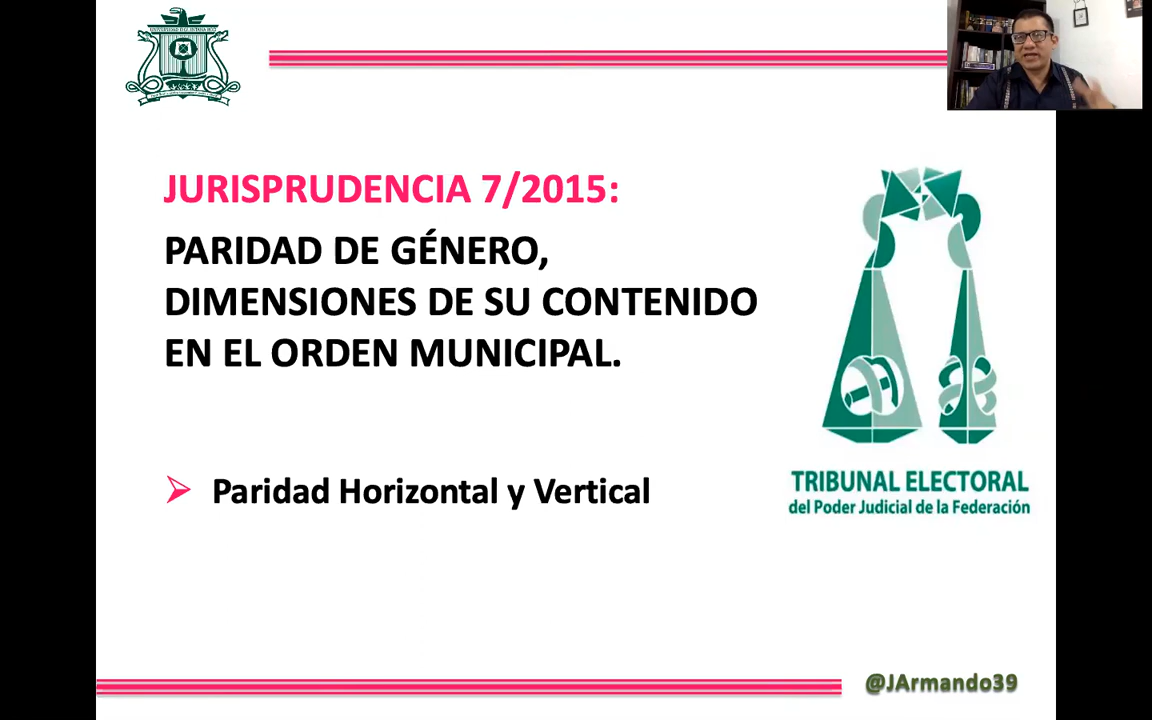 JURISPRUDENCIA 7/2015:
PARIDAD DE GÉNERO,
DIMENSIONES DE SU CONTENIDO
EN EL ORDEN MUNICIPAL.
Paridad Horizontal y Vertical
TRIBUNAL ELECTORAL
del Poder Judicial de la Federación
@JArmando39